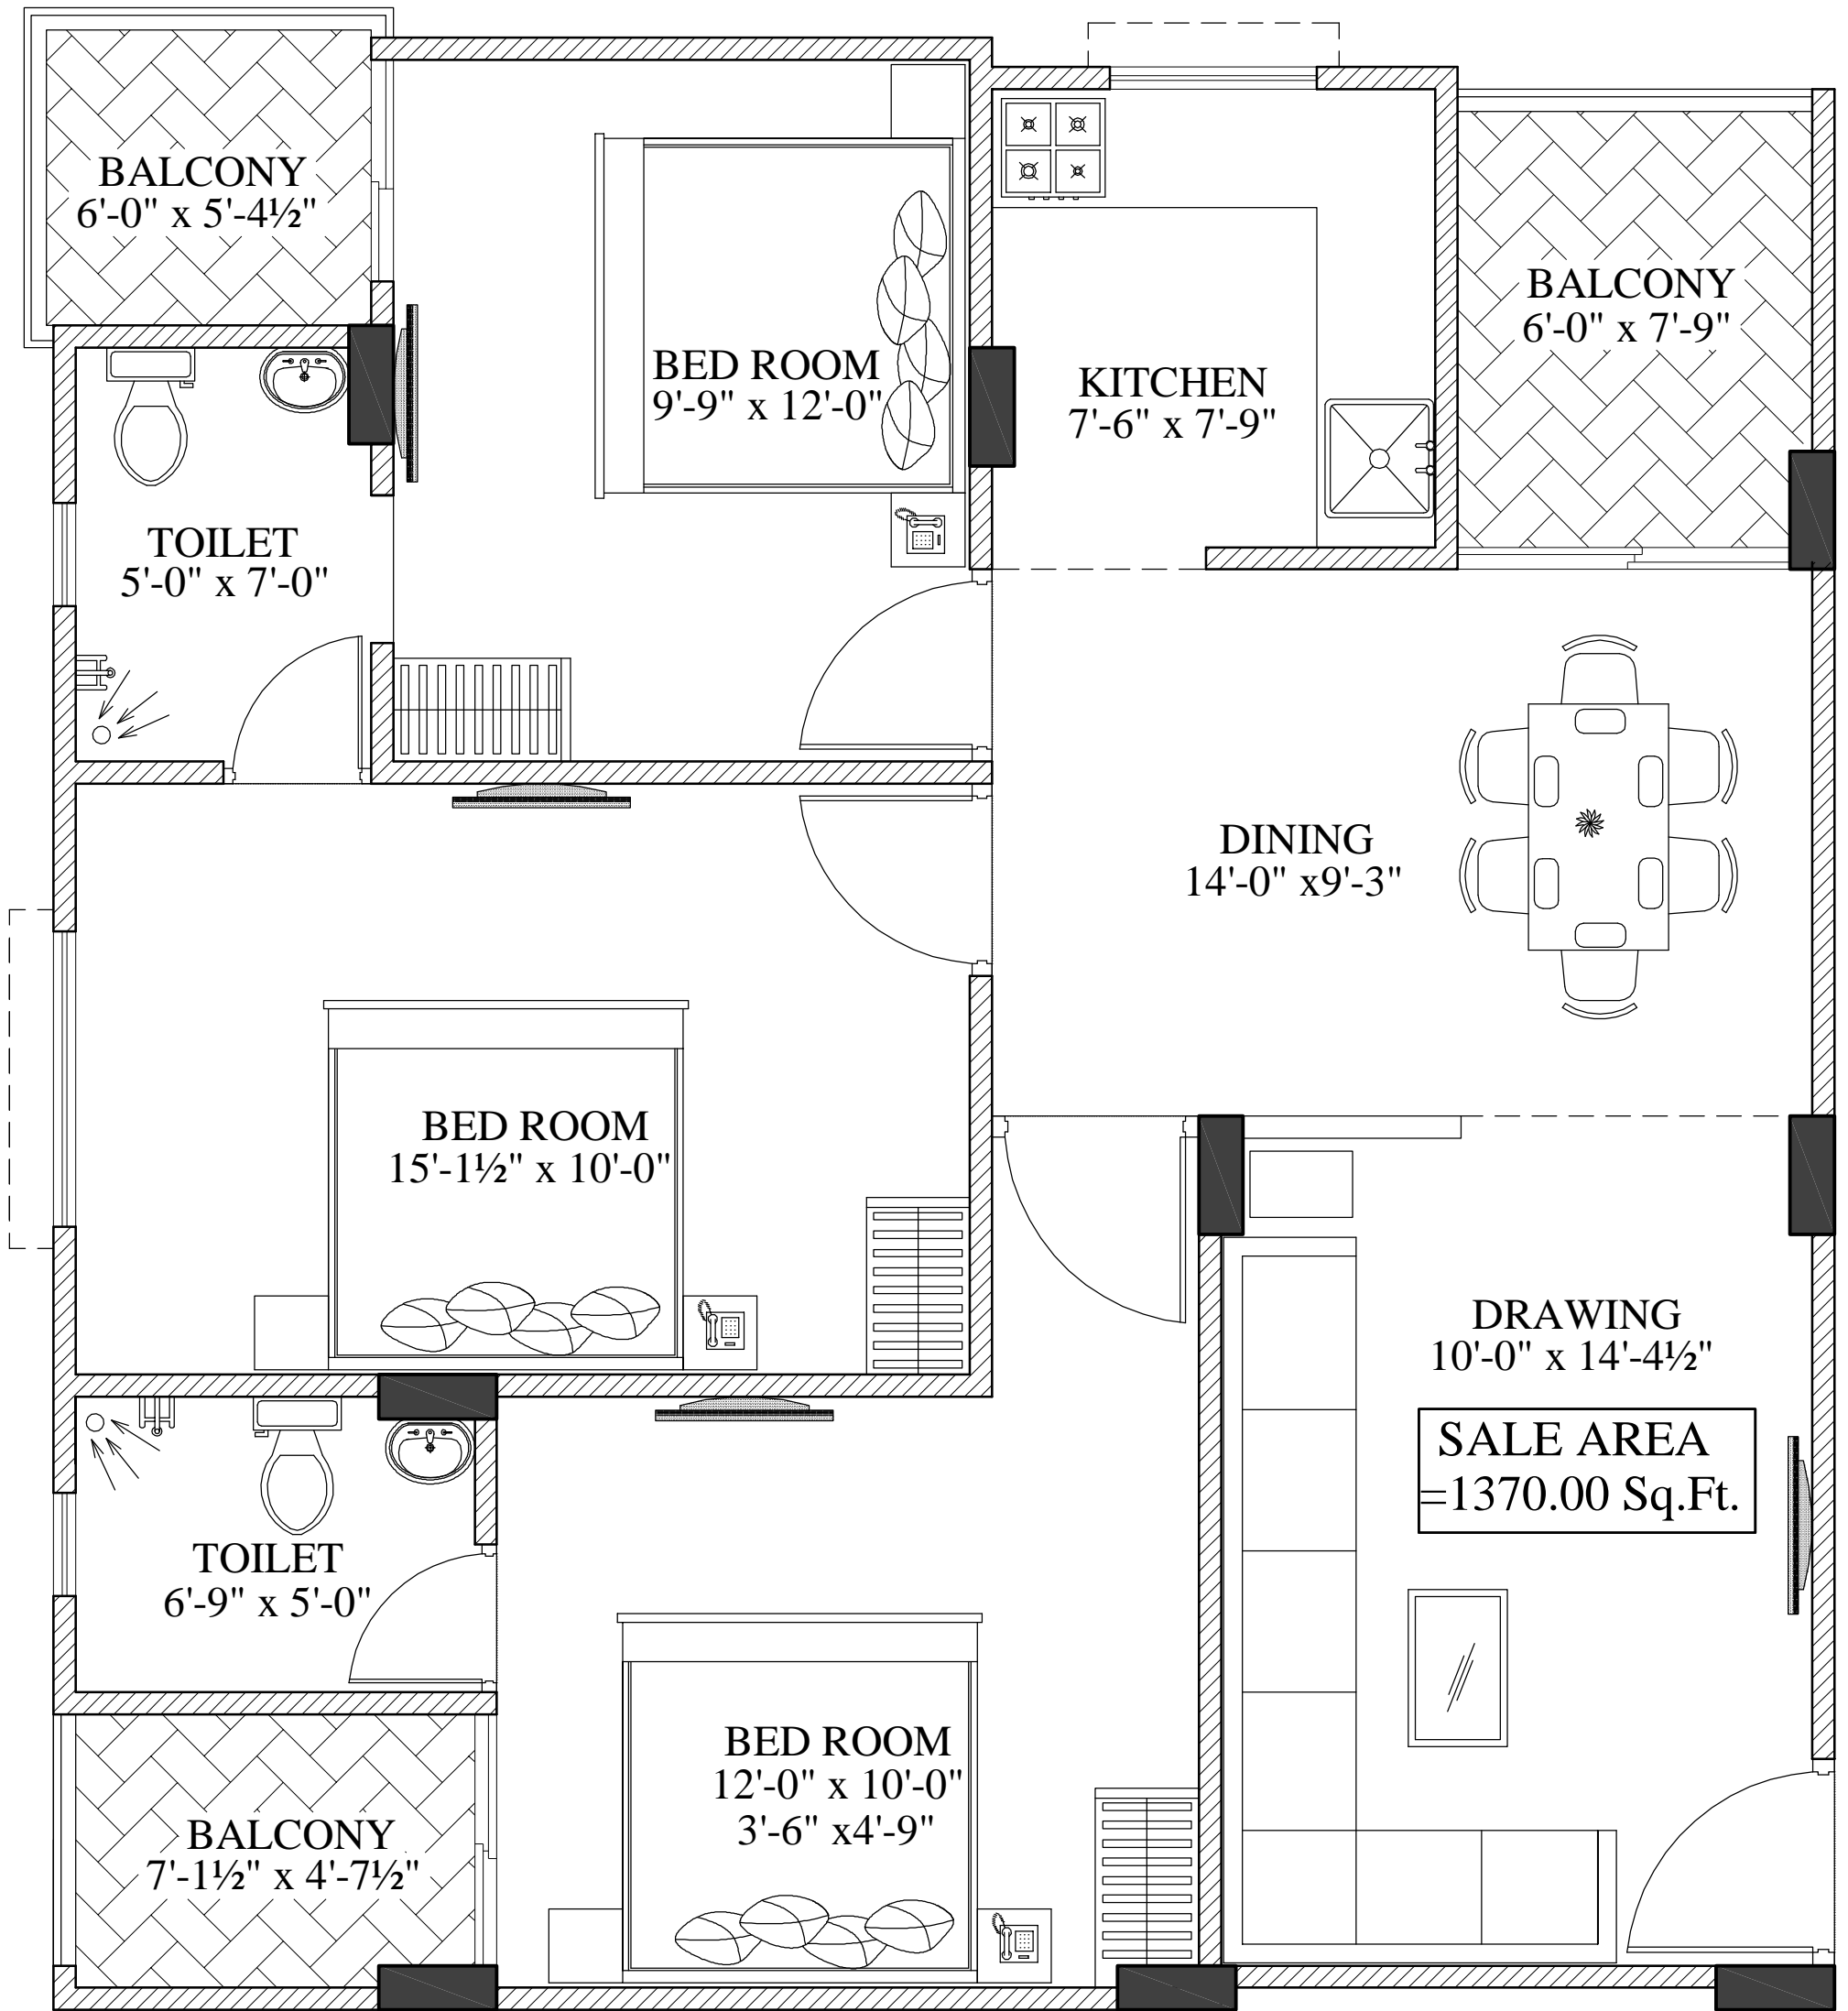 BALCONY
6'-0" x 5'-4½"
BED ROOM
9'-9" x 12'-0"
KITCHEN
7'-6" x 7'-9"
BALCONY
6'-0" x 7'-9"
TOILET
5'-0" x 7'-0"
DINING
14'-0" x9'-3"
BED ROOM
15'-1½" x 10'-0"
DRAWING
10'-0" x 14'-4½"
SALE AREA
=1370.00 Sq.Ft.
TOILET
6'-9" x 5'-0"
BED ROOM
12'-0" x 10'-0"
3'-6" x4'-9"
BALCONY
7'-1½" x 4'-7½"